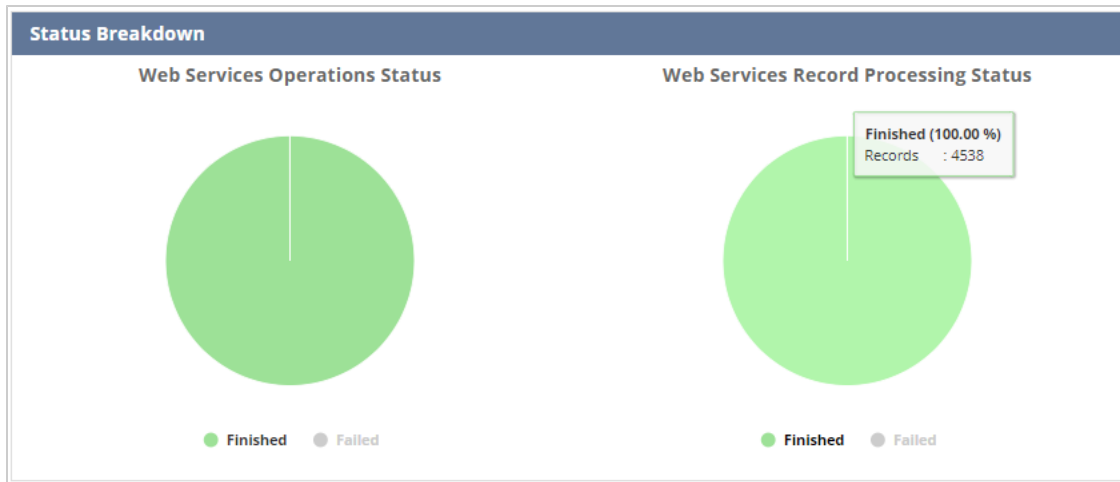 Status Breakdown
Web Services Operations Status
Web Services Record Processing Status
Finished (100.00 %)
Records : 4538
Finished Failed
Finished Failed